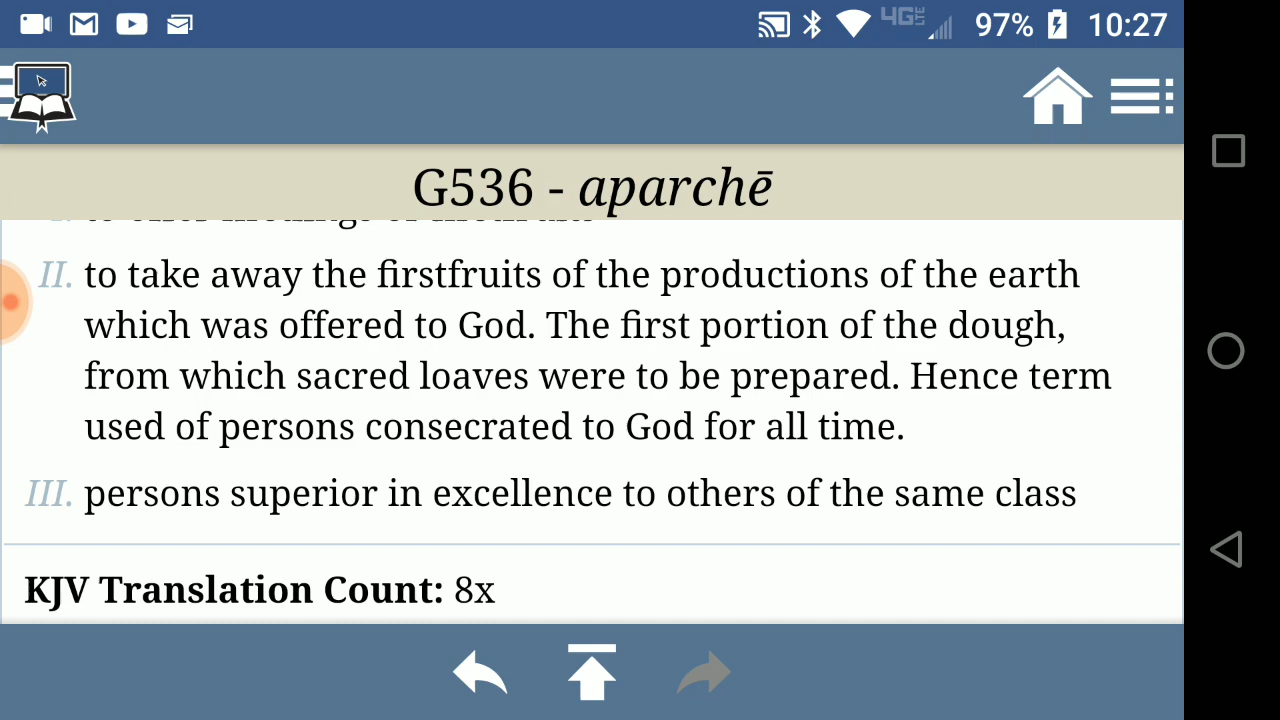 4G LTE 97% 10:27
G536 - aparchē
II. to take away the firstfruits of the productions of the earth
which was offered to God. The first portion of the dough,
from which sacred loaves were to be prepared. Hence term
used of persons consecrated to God for all time.
III. persons superior in excellence to others of the same class
KJV Translation Count: 8x